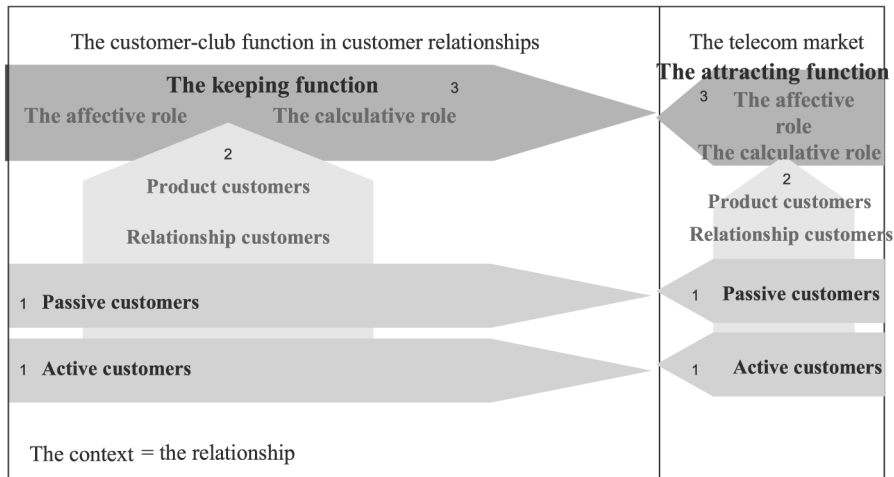 The customer-club function in customer relationships
The keeping function 3
The affective role The calculative role
2
Product customers
Relationship customers
1 Passive customers
1 Active customers
The context = the relationship
The telecom market
The attracting function
3 The affective
role
The calculative role
2
Product customers
Relationship customers
1 Passive customers
1 Active customers